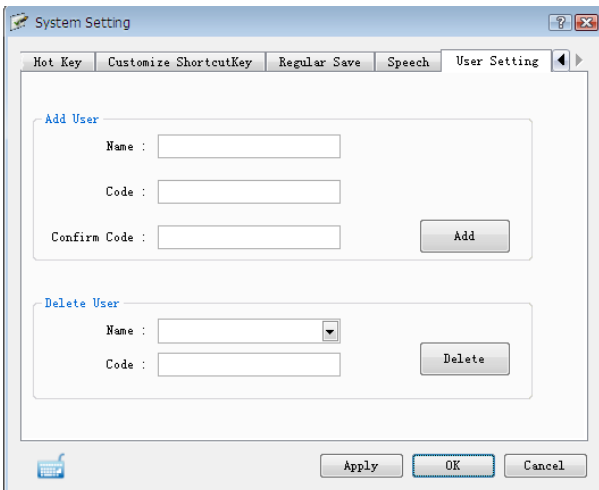 System Setting
Hot Key Customize ShortcutKey Regular Save Speech User Setting
Add User
Name :
Code :
Confirm Code :
Add
Delete User
Name :
Code :
Delete
Apply OK Cancel